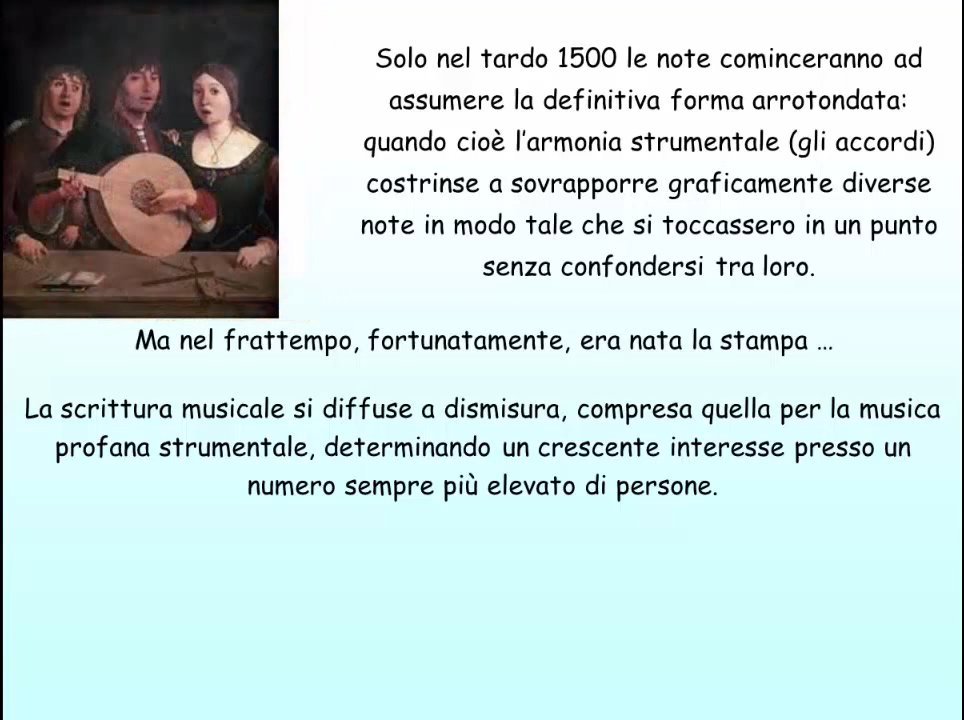 Solo nel tardo 1500 le note cominceranno ad
assumere la definitiva forma arrotondata:
quando cioè l'armonia strumentale (gli accordi)
costrinse a sovrapporre graficamente diverse
note in modo tale che si toccassero in un punto
senza confondersi tra loro.
Ma nel frattempo, fortunatamente, era nata la stampa …
La scrittura musicale si diffuse a dismisura, compresa quella per la musica
profana strumentale, determinando un crescente interesse presso un
numero sempre più elevato di persone.